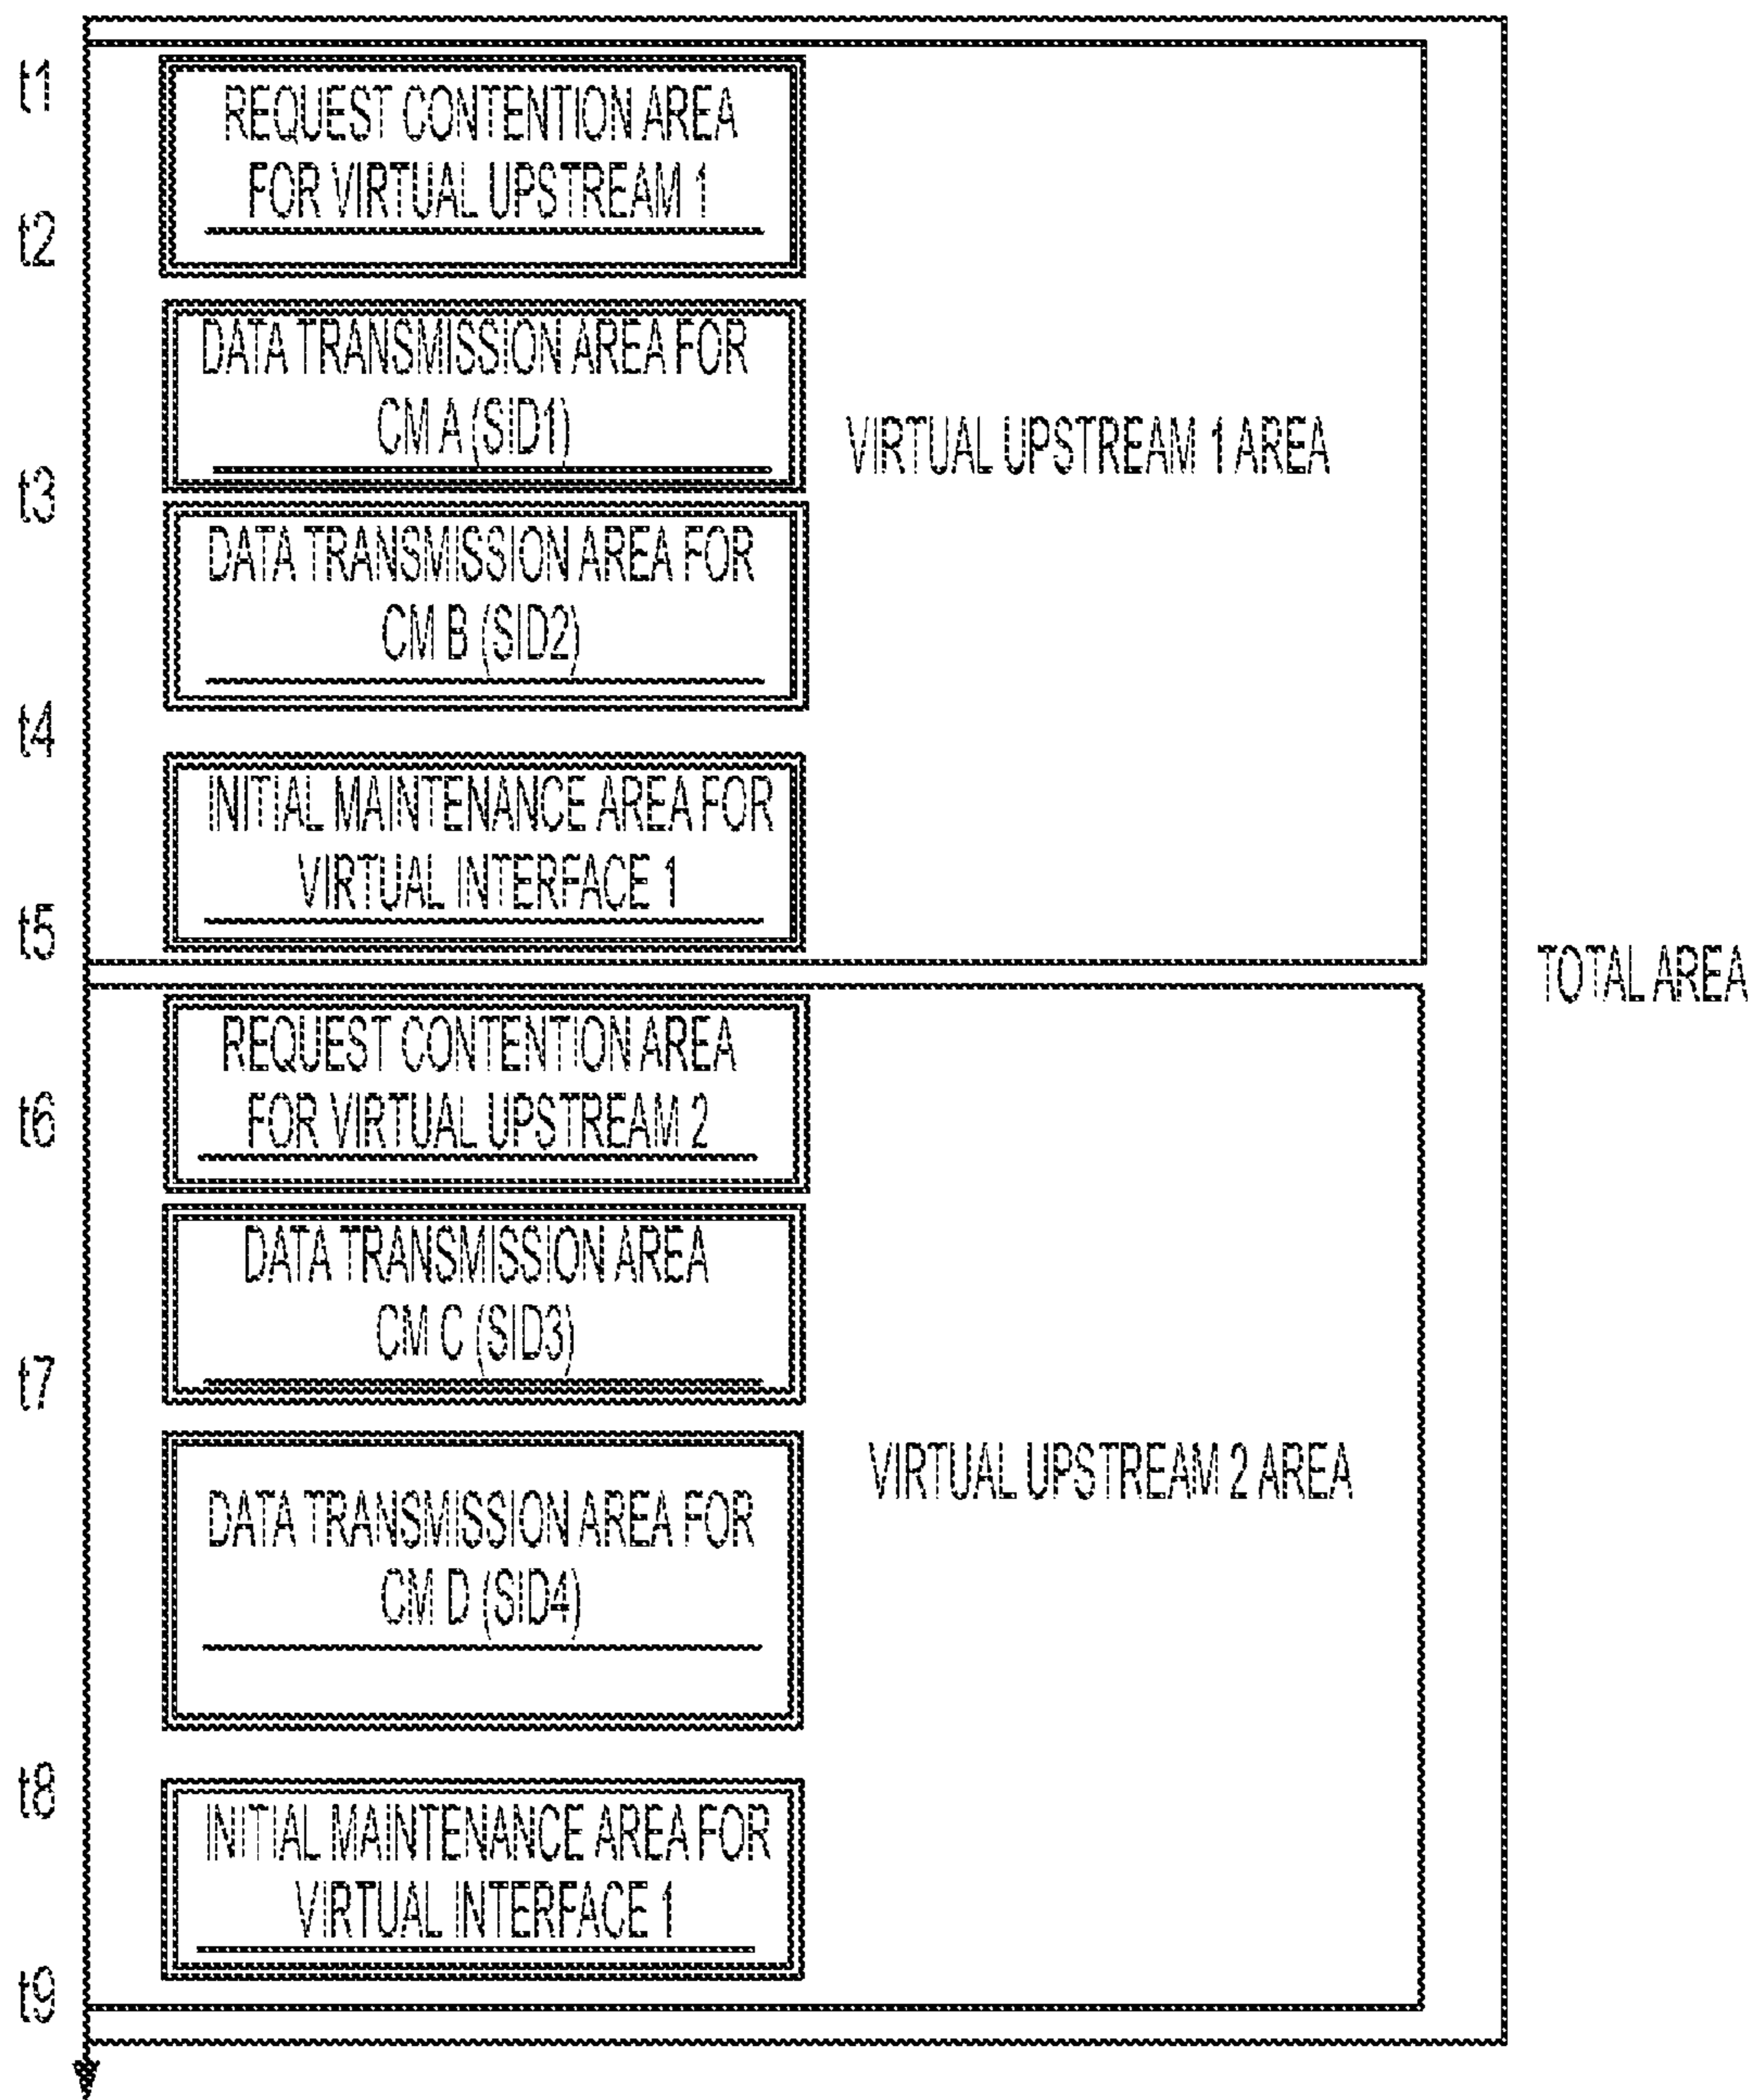 t1
REQUEST CONTENTION AREA
FOR VIRTUAL UPSTREAM 1
t2
DATA TRANSMISSION AREA FOR
CM A (SID1)
VIRTUAL UPSTREAM 1 AREA
t3
DATA TRANSMISSION AREA FOR
CM B (SID2)
t4
INITIAL MAINTENANCE AREA FOR
VIRTUAL INTERFACE 1
t5
TOTAL AREA
REQUEST CONTENTION AREA
FOR VIRTUAL UPSTREAM 2
t6
DATA TRANSMISSION AREA
CM C (SID3)
t7
VIRTUAL UPSTREAM 2 AREA
DATA TRANSMISSION AREA FOR
CM D (SID4)
t8
INITIAL MAINTENANCE AREA FOR
VIRTUAL INTERFACE 1
t9